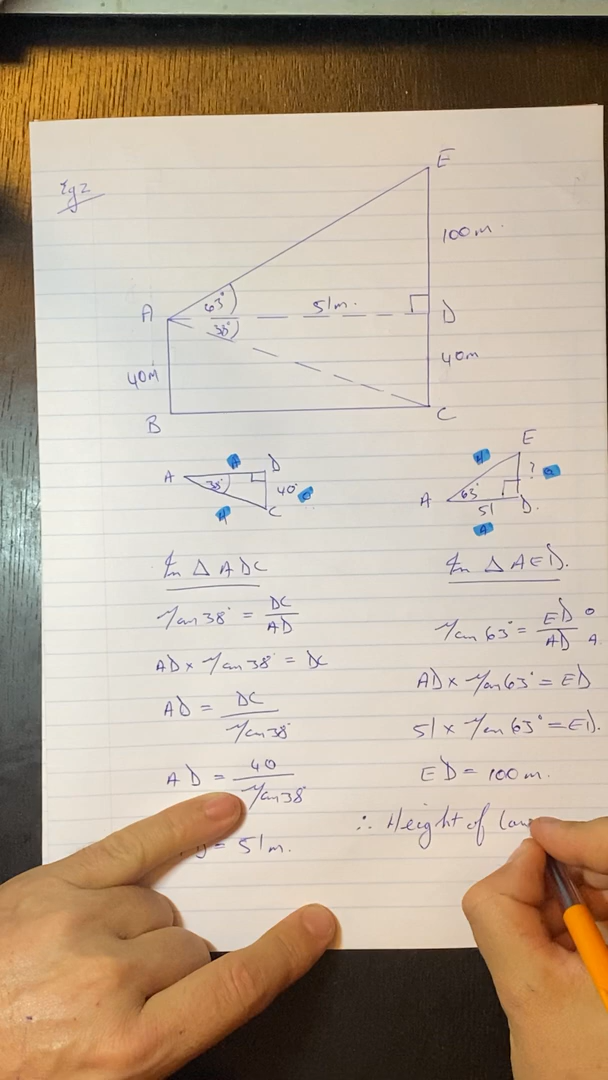 Eg 2
E
100m.
63°
51m.
A
D
38°
40m
40m
B
C
A
A
D
38°
40
O
H
C
H
E
?
O
A
63°
51
D.
A
In △ ADC
Tan 38° = DC
AD
AD x Tan 38° = DC
AD = DC
Tan 38°
AD = 40
Tan 38
= 51m.
In △ AED.
Tan 63° = ED O
AD A
AD x Tan 63° = ED
51 x Tan 63° = ED.
ED = 100m.
∴ Height of